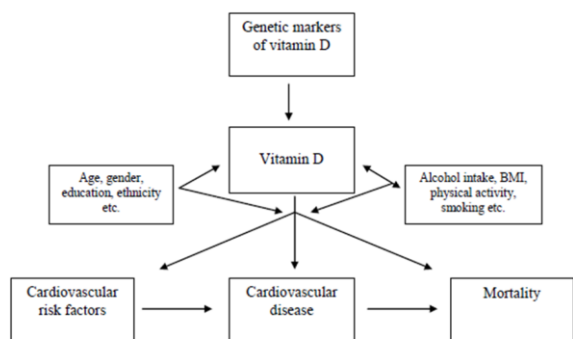 Genetic markers
of vitamin D
Vitamin D
Age, gender,
education, ethnicity
etc.
Alcohol intake, BMI,
physical activity,
smoking etc.
Cardiovascular
risk factors
Cardiovascular
disease
Mortality